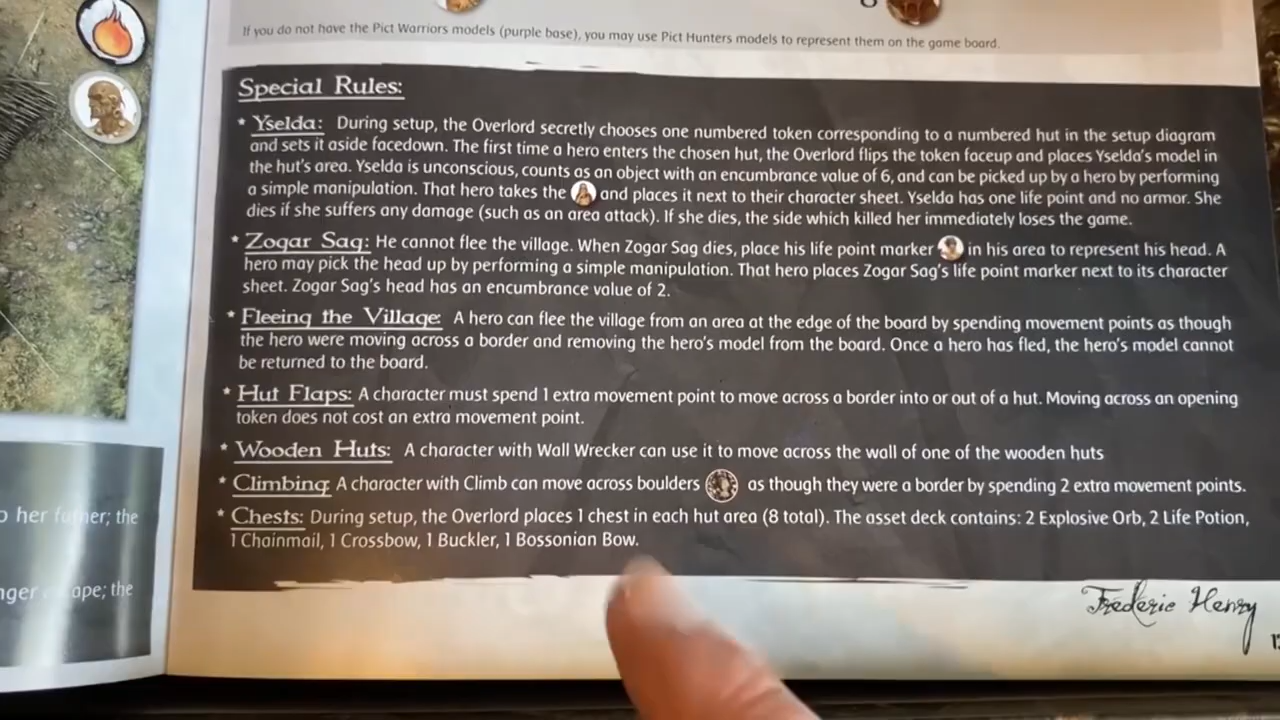 If you do not have the Pict Warriors models (purple base), you may use Pict Hunters models to represent them on the game board.
Special Rules:
* Yselda: During setup, the Overlord secretly chooses one numbered token corresponding to a numbered hut in the setup diagram
and sets it aside facedown. The first time a hero enters the chosen hut, the Overlord flips the token faceup and places Yselda's model in
the hut's area. Yselda is unconscious, counts as an object with an encumbrance value of 6, and can be picked up by a hero by performing
a simple manipulation. That hero takes the and places it next to their character sheet. Yselda has one life point and no armor. She
dies if she suffers any damage (such as an area attack). If she dies, the side which killed her immediately loses the game.
* Zogar Sag: He cannot flee the village. When Zogar Sag dies, place his life point marker in his area to represent his head. A
hero may pick the head up by performing a simple manipulation. That hero places Zogar Sag's life point marker next to its character
sheet. Zogar Sag's head has an encumbrance value of 2.
* Fleeing the Village: A hero can flee the village from an area at the edge of the board by spending movement points as though
the hero were moving across a border and removing the hero's model from the board. Once a hero has fled, the hero's model cannot
be returned to the board.
* Hut Flaps: A character must spend 1 extra movement point to move across a border into or out of a hut. Moving across an opening
token does not cost an extra movement point.
* Wooden Huts: A character with Wall Wrecker can use it to move across the wall of one of the wooden huts
* Climbing: A character with Climb can move across boulders as though they were a border by spending 2 extra movement points.
* Chests: During setup, the Overlord places 1 chest in each hut area (8 total). The asset deck contains: 2 Explosive Orb, 2 Life Potion,
1 Chainmail, 1 Crossbow, 1 Buckler, 1 Bossonian Bow.
her father; the
the
Frederic Henry